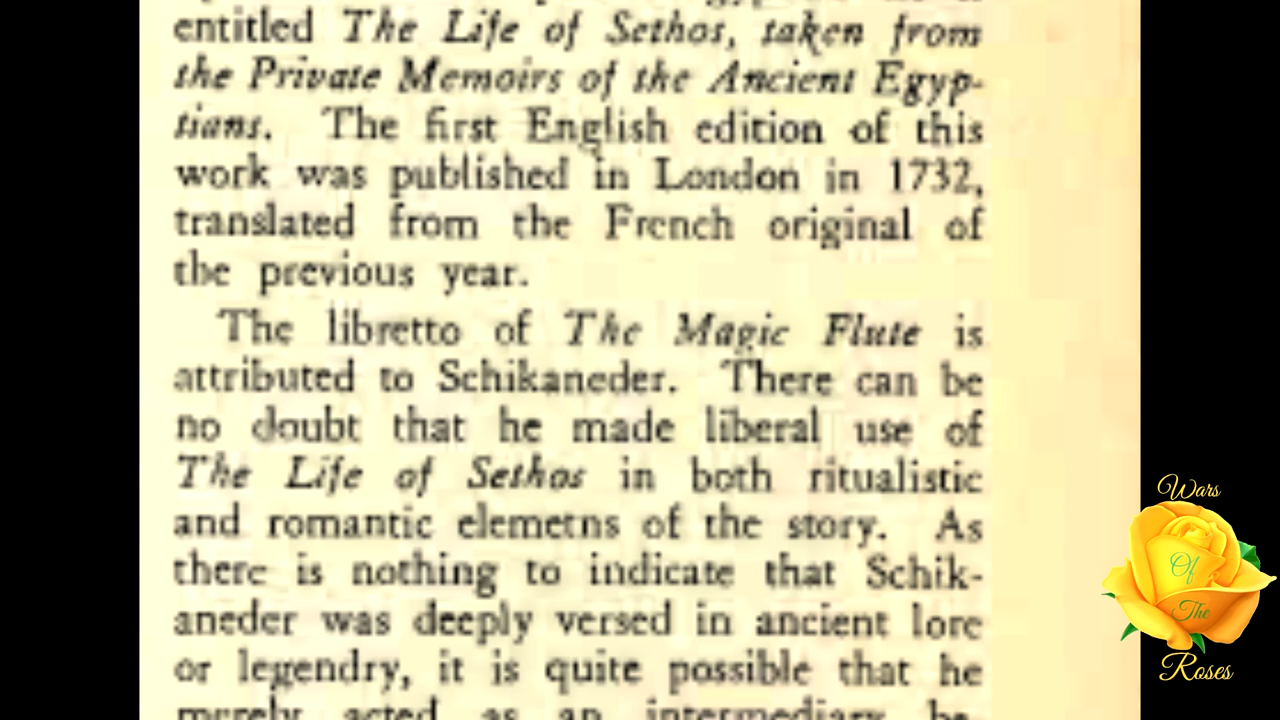 entitled The Life of Sethos, taken from
the Private Memoirs of the Ancient Egyp-
tians. The first English edition of this
work was published in London in 1732,
translated from the French original of
the previous year.
The libretto of The Magic Flute is
attributed to Schikaneder. There can be
no doubt that he made liberal use of
The Life of Sethos in both ritualistic
and romantic elemetns of the story. As
there is nothing to indicate that Schik-
aneder was deeply versed in ancient lore
or legendry, it is quite possible that he
merely acted as an intermediary be-
Wars
Of
The
Roses